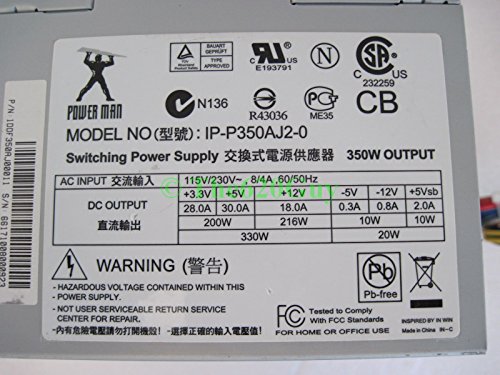 POWER MAN
BAUART GEPRÜFT
TYPE APPROVED
E193791
232259
N136
R43036
ME35
CB
MODEL NO(型號): IP-P350AJ2-0
Switching Power Supply 交換式電源供應器 350W OUTPUT
AC INPUT 交流輸入 115V/230V~ 8/4A ,60/50Hz
DC OUTPUT 直流輸出
+3.3V +5V +12V -5V -12V +5Vsb
28.0A 30.0A 18.0A 0.3A 0.8A 2.0A
200W 216W 10W 10W
330W 20W
WARNING (警告)
- HAZARDOUS VOLTAGE CONTAINED WITHIN THIS
POWER SUPPLY.
- NOT USER SERVICEABLE RETURN SERVICE
CENTER FOR REPAIR.
-內有危險電壓請勿打開機殼! -選擇正確的輸入電壓值!
Pb
Pb-free
FC Tested to Comply
With FCC Standards
FOR HOME OR OFFICE USE
POWERED BY IN WIN
Made in China IN-C